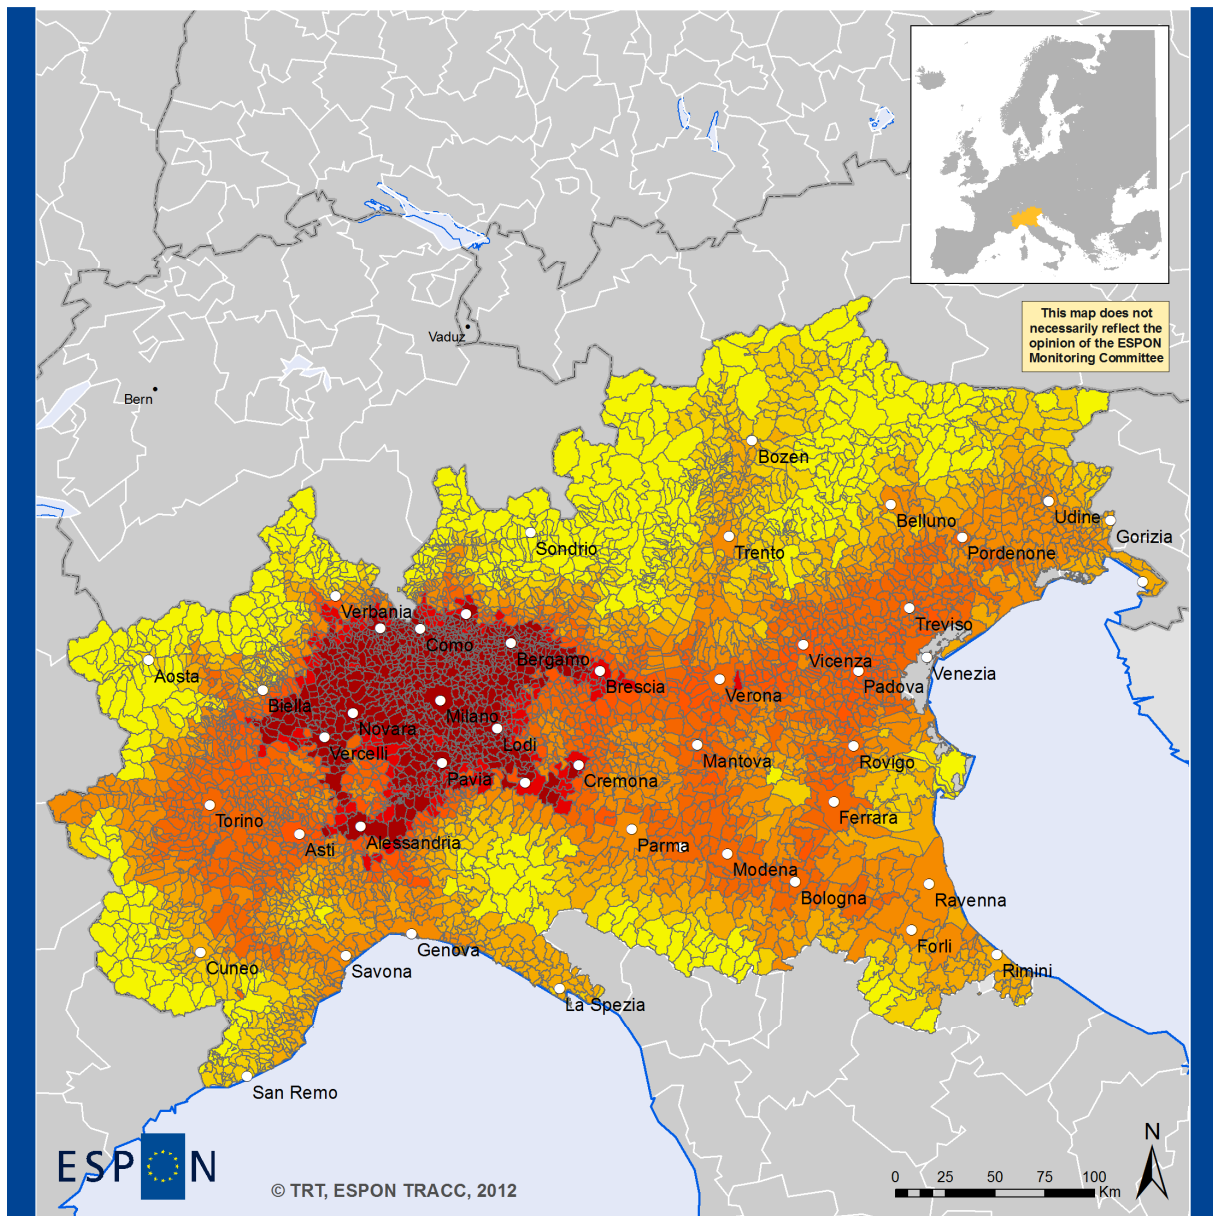 This map does not
necessarily reflect the
opinion of the ESPON
Monitoring Committee
Vaduz
Bern
Bozen
Belluno
Udine
Gorizia
Sondrio
Trento
Pordenone
Verbania
Treviso
Como
Bergamo
Vicenza
Venezia
Aosta
Brescia
Verona
Padova
Biella
Novara
Milano
Lodi
Vercelli
Mantova
Rovigo
Pavia
Cremona
Torino
Ferrara
Asti
Alessandria
Parma
Modena
Bologna
Ravenna
Genova
Forli
Cuneo
Savona
Rimini
La Spezia
San Remo
N
ESPON
© TRT, ESPON TRACC, 2012
0 25 50 75 100
Km